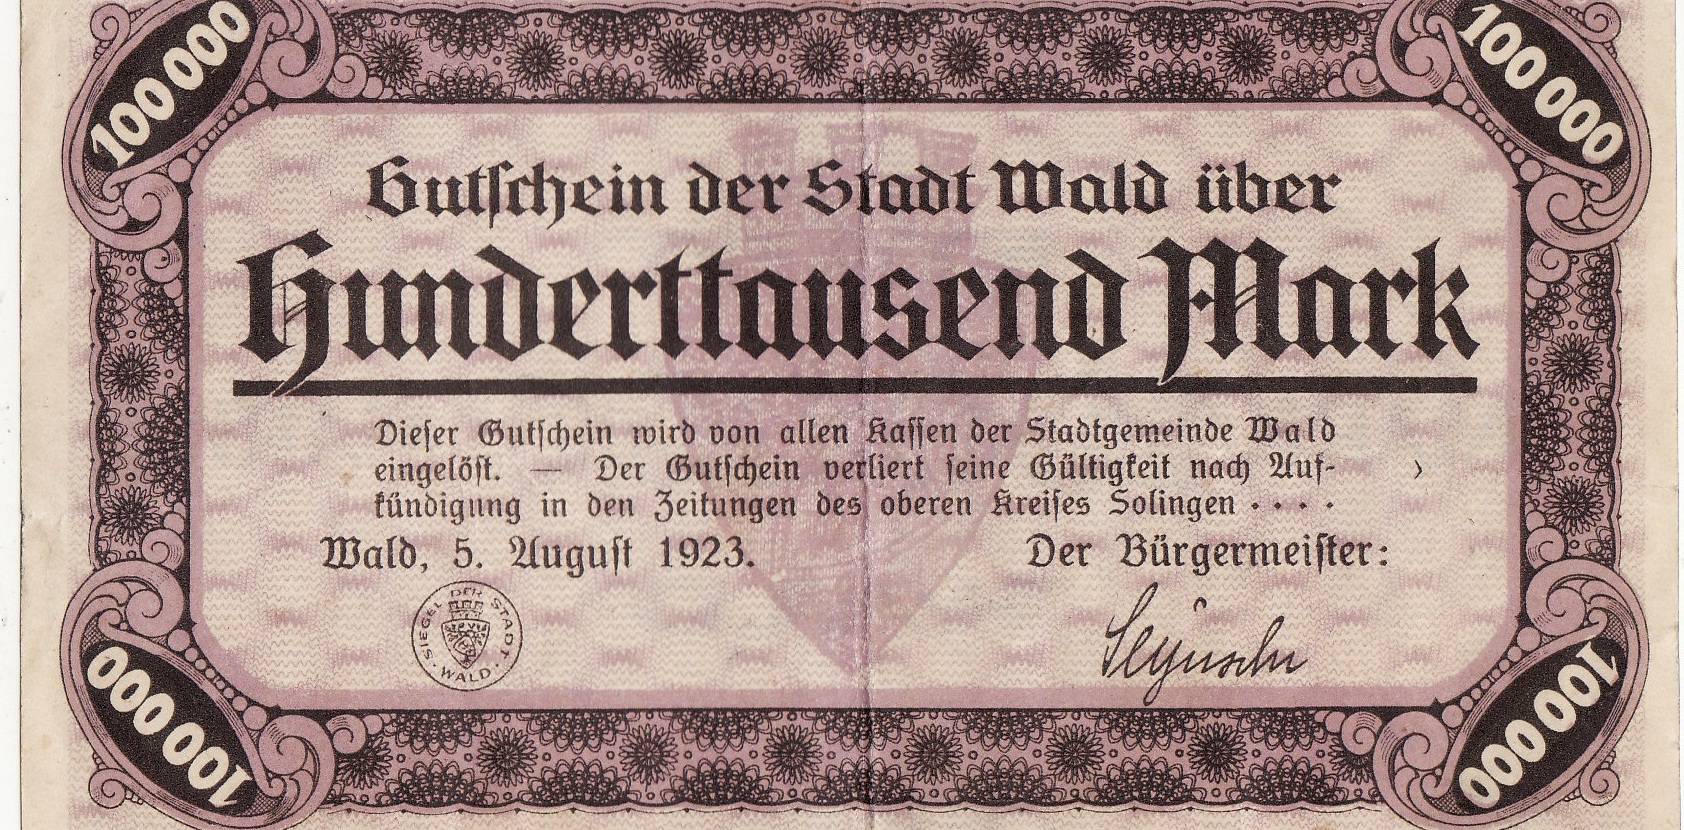 100 000
100 000
Gutschein der Stadt Wald über
Hunderttausend Mark
Dieser Gutschein wird von allen Kassen der Stadtgemeinde Wald
eingelöst. — Der Gutschein verliert seine Gültigkeit nach Auf-
kündigung in den Zeitungen des oberen Kreises Solingen . . . .
Wald, 5. August 1923.
Der Bürgermeister:
SIEGEL DER STADT · WALD ·
100 000
100 000